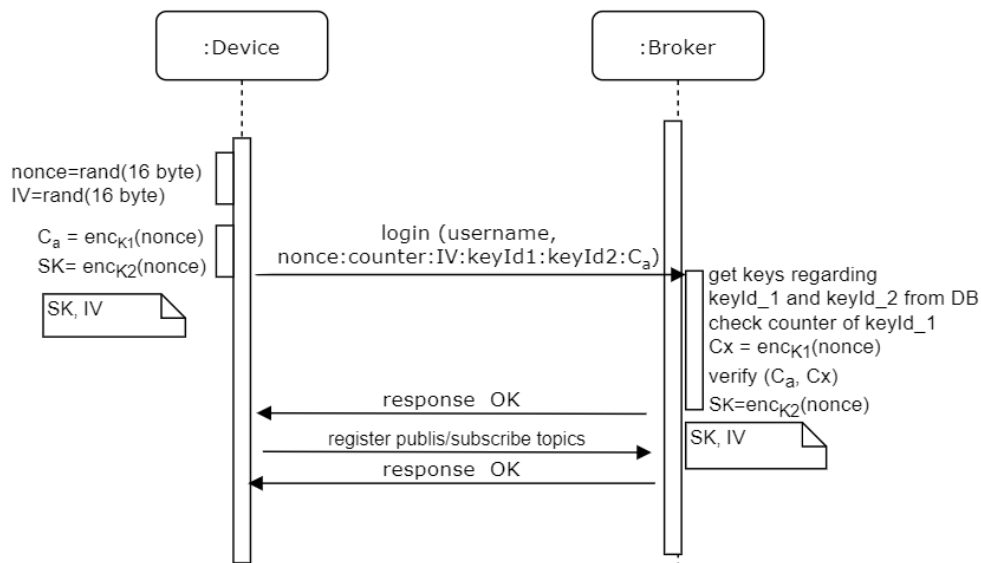 :Device
:Broker
nonce=rand(16 byte)
IV=rand(16 byte)
Ca = encK1(nonce)
SK= encK2(nonce)
SK, IV
login (username,
nonce:counter:IV:keyId1:keyId2:Ca)
get keys regarding
keyId_1 and keyId_2 from DB
check counter of keyId_1
Cx = encK1(nonce)
verify (Ca, Cx)
SK=encK2(nonce)
response OK
register publis/subscribe topics
SK, IV
response OK